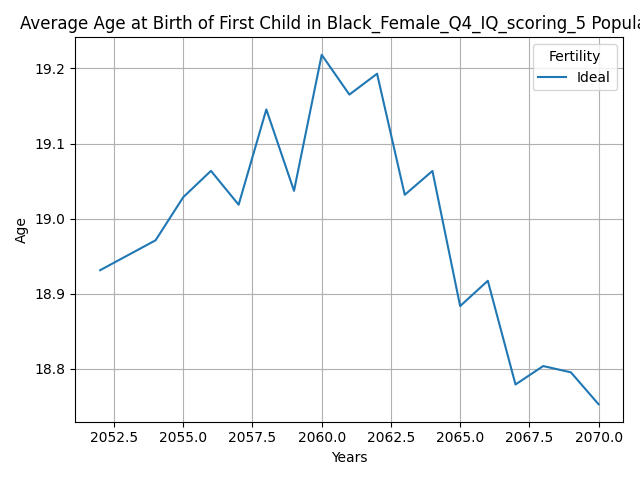 Average Age at Birth of First Child in Black_Female_Q4_IQ_scoring_5 Popula
Fertility
Ideal
19.2
19.1
19.0
18.9
18.8
Age
2052.5 2055.0 2057.5 2060.0 2062.5 2065.0 2067.5 2070.0
Years